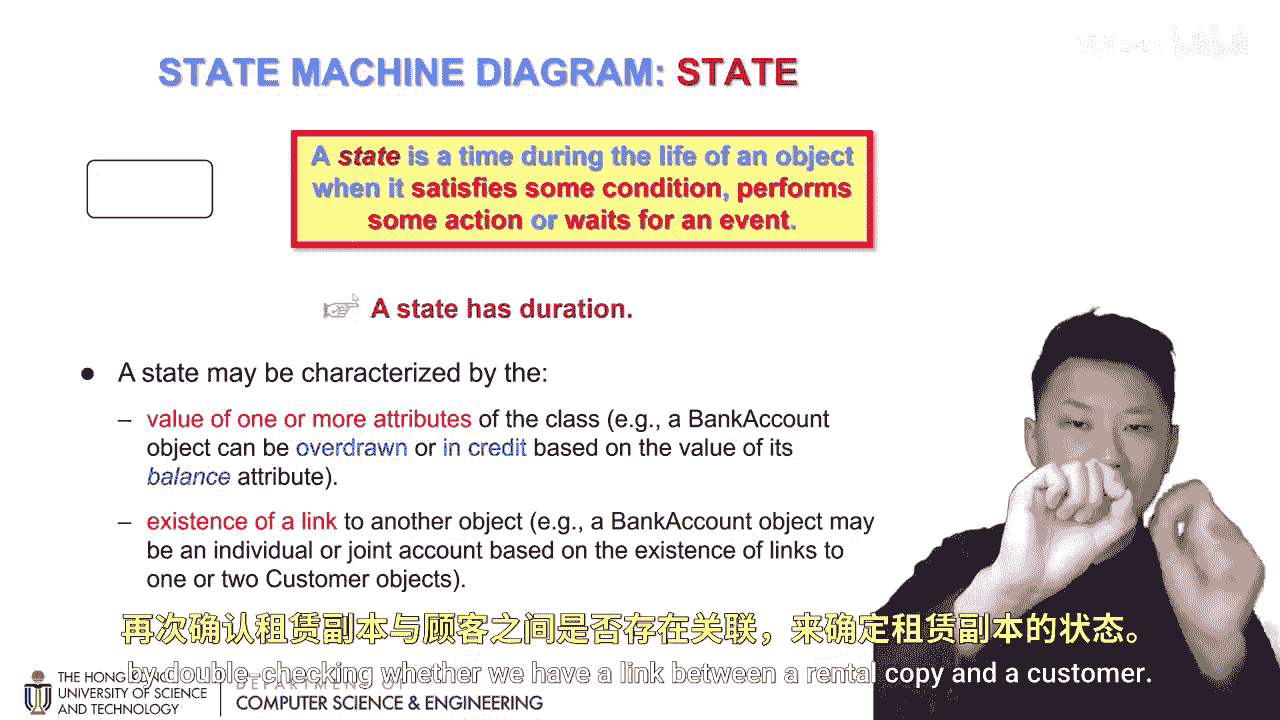 STATE MACHINE DIAGRAM: STATE
A state is a time during the life of an object
when it satisfies some condition, performs
some action or waits for an event.
A state has duration.
● A state may be characterized by the:
– value of one or more attributes of the class (e.g., a BankAccount
object can be overdrawn or in credit based on the value of its
balance attribute).
– existence of a link to another object (e.g., a BankAccount object may
be an individual or joint account based on the existence of links to
one or two Customer objects).
再次确认租赁副本与顾客之间是否存在关联，来确定租赁副本的状态。
by double-checking whether we have a link between a rental copy and a customer.
THE HONG KONG
UNIVERSITY OF SCIENCE
AND TECHNOLOGY
DEPARTMENT OF
COMPUTER SCIENCE & ENGINEERING